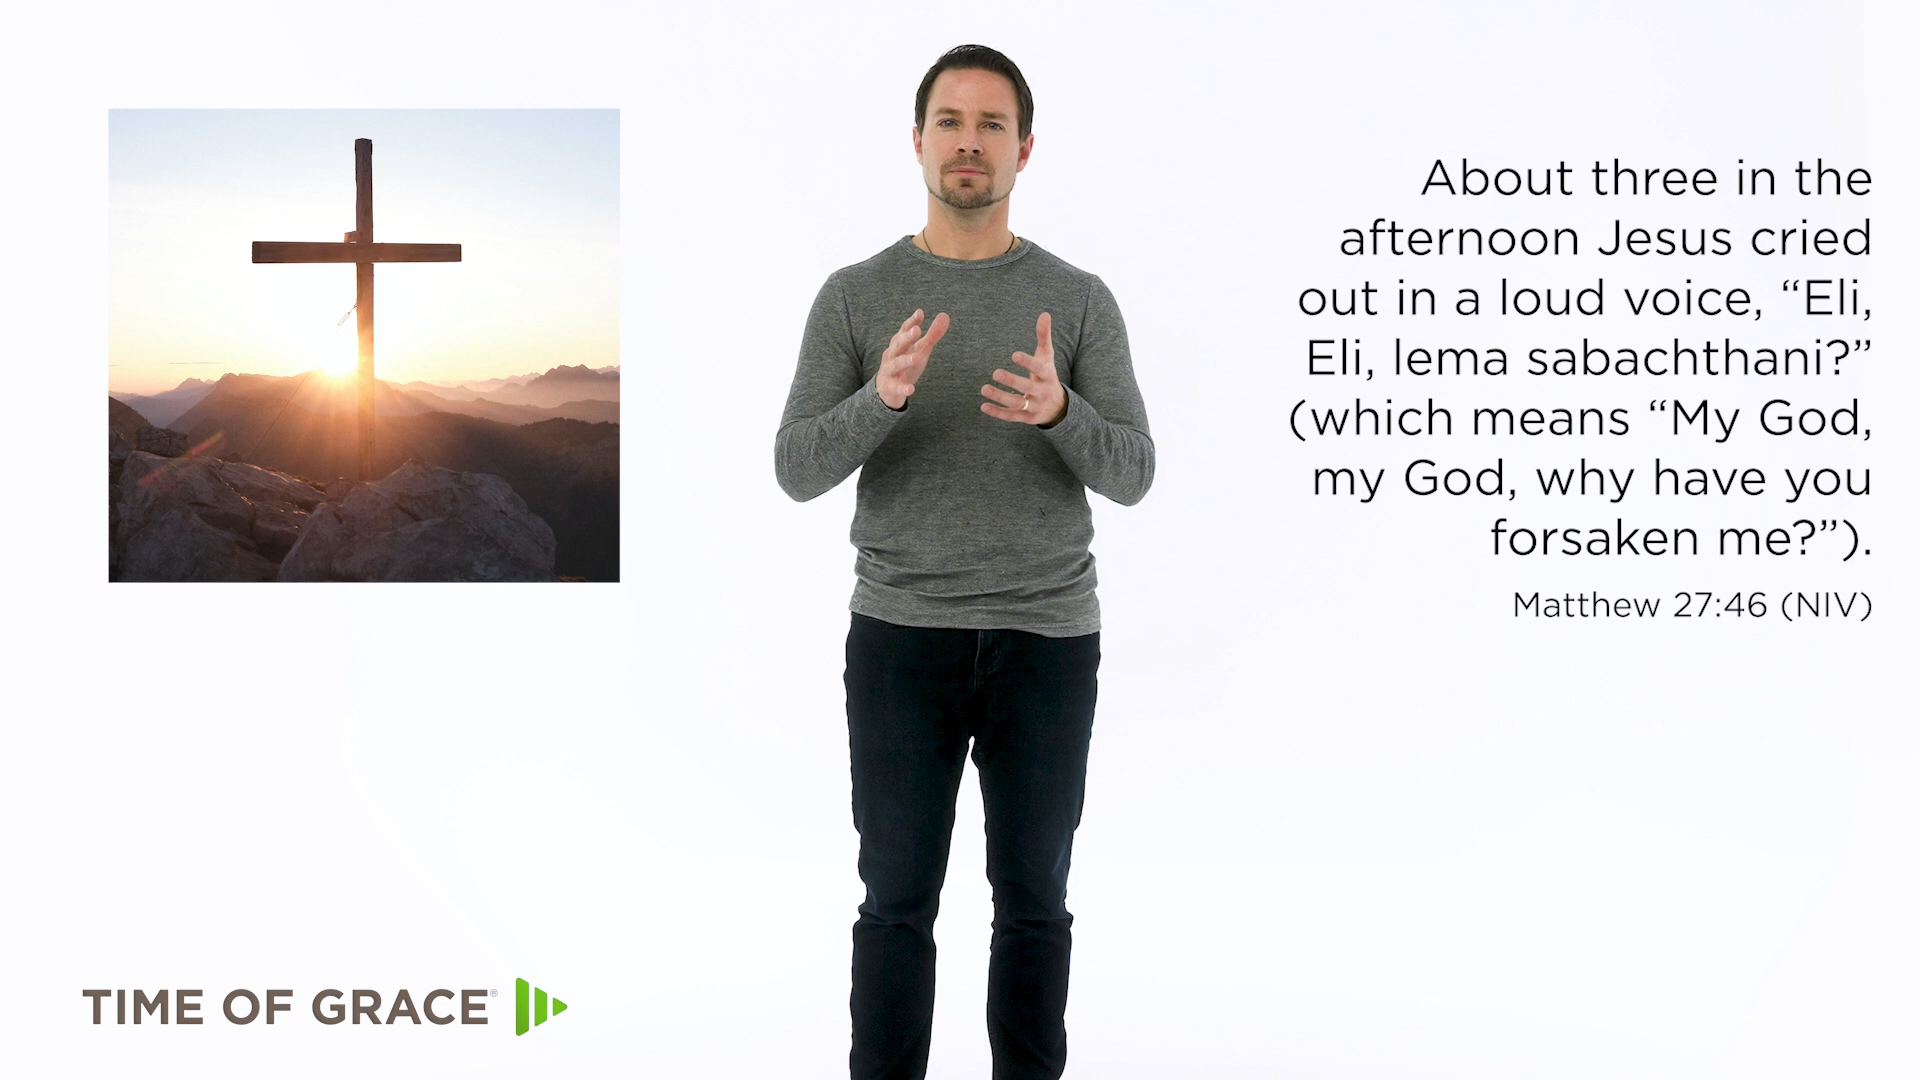 About three in the
afternoon Jesus cried
out in a loud voice, “Eli,
Eli, lema sabachthani?”
(which means “My God,
my God, why have you
forsaken me?”).
Matthew 27:46 (NIV)
TIME OF GRACE®